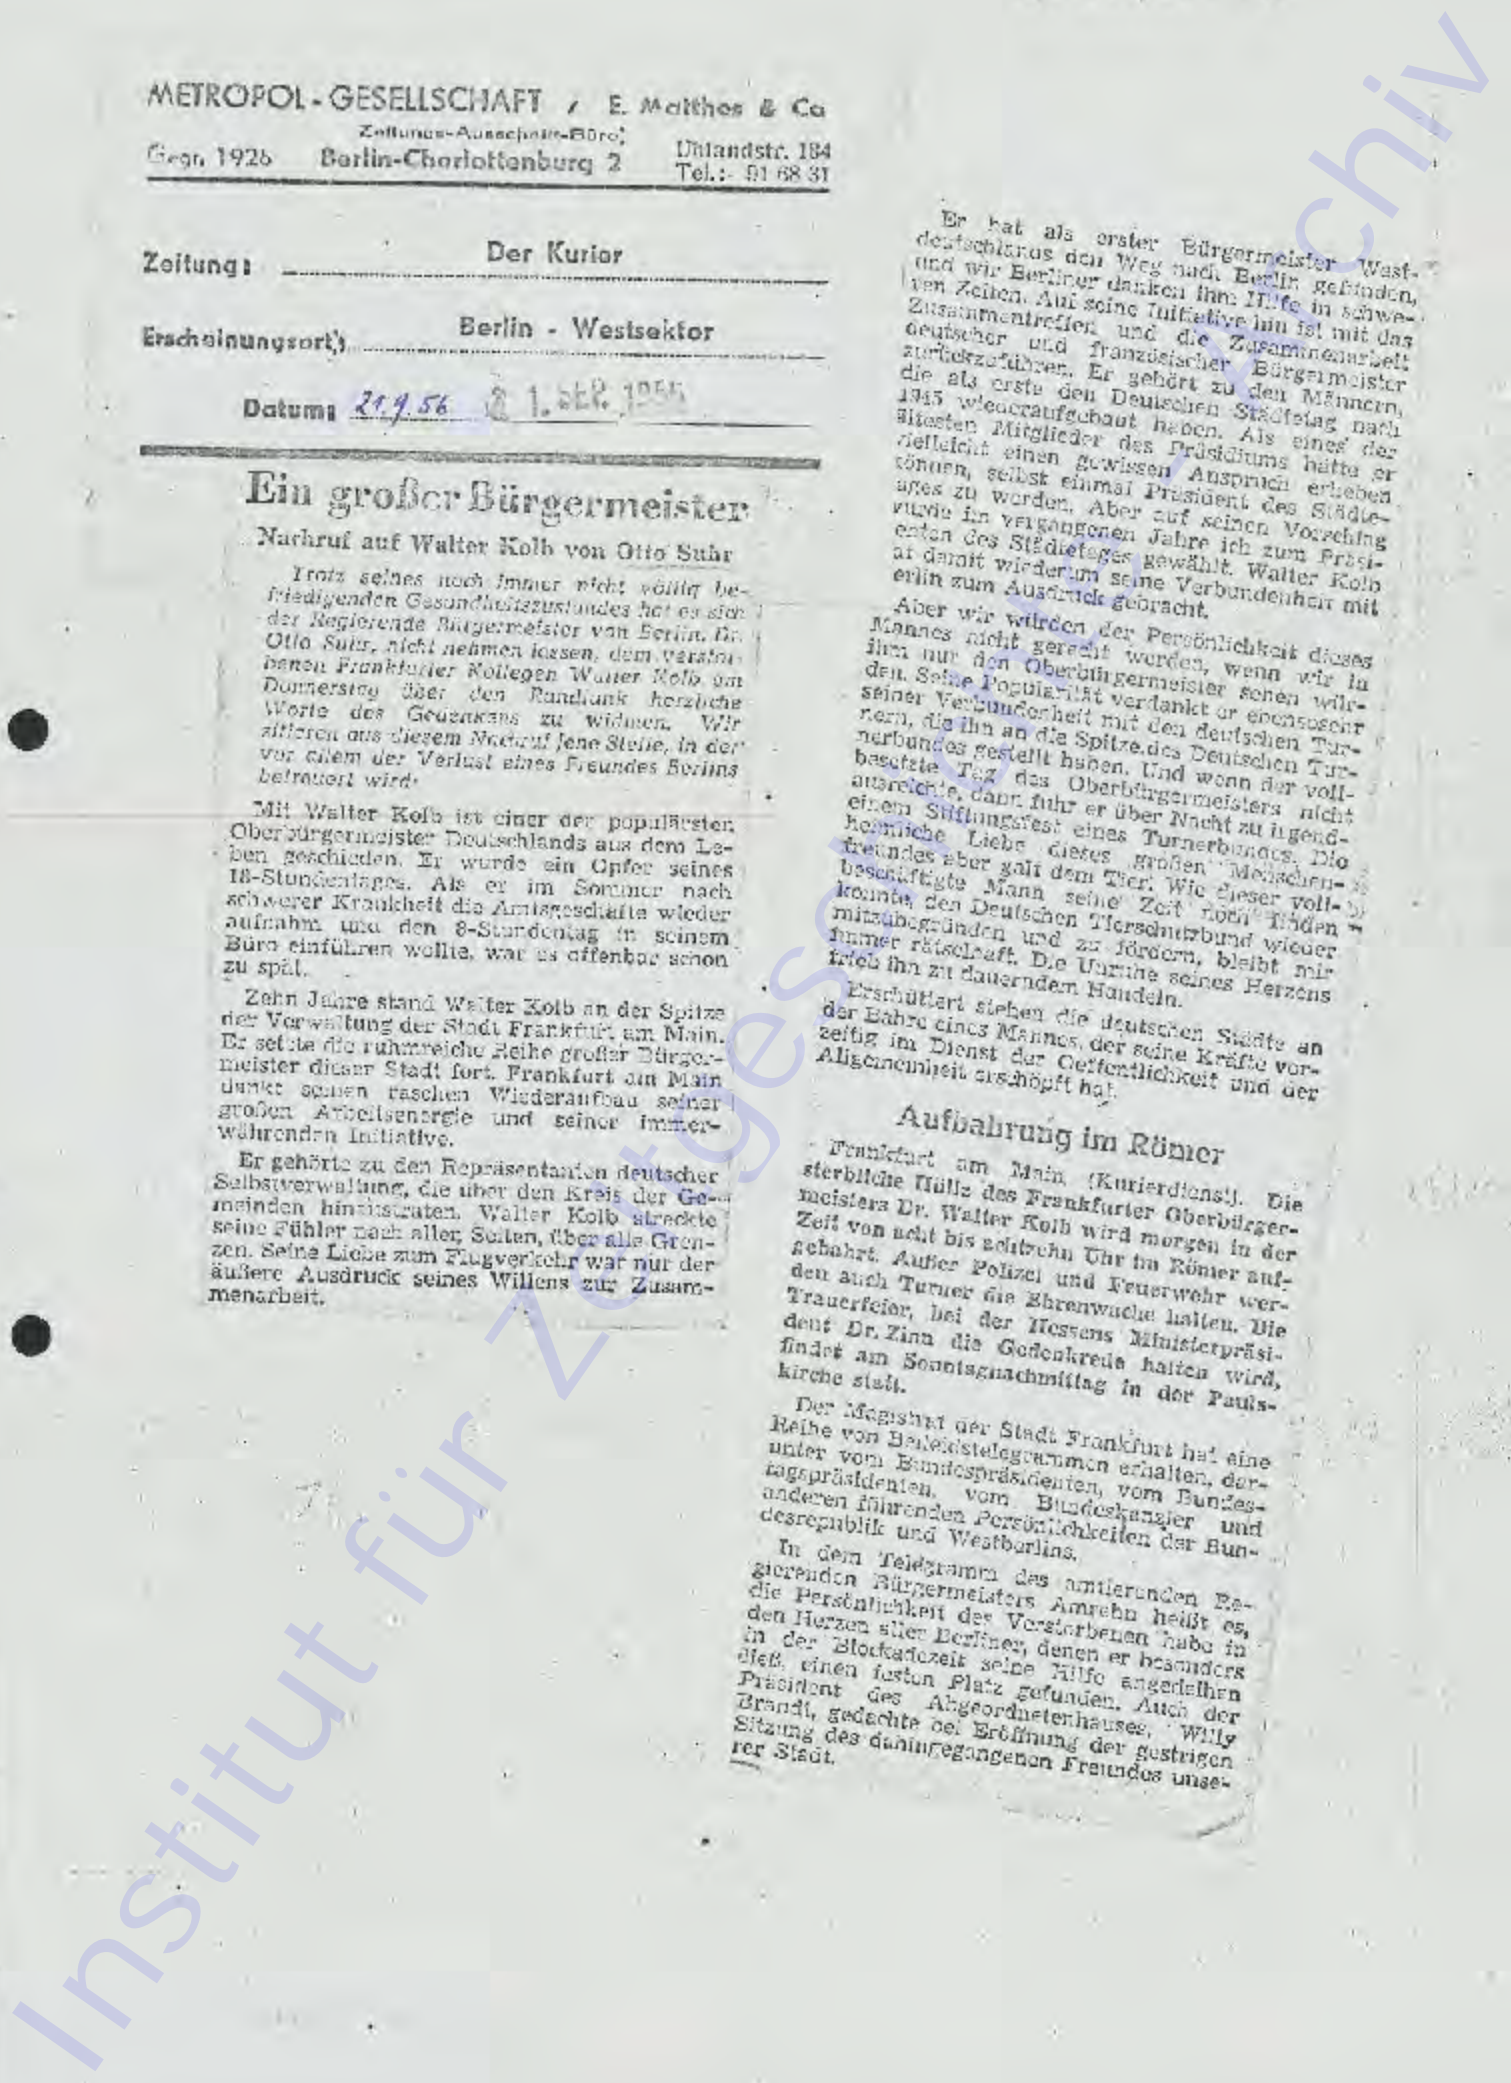 METROPOL-GESELLSCHAFT / E. Matthes & Co
Zeitungs-Ausschnitt-Büro
Gegr. 1926 Berlin-Charlottenburg 2 Uhlandstr. 184
Tel.: 91 68 31
Zeitung: Der Kurier
Erscheinungsort: Berlin - Westsektor
Datum: 21.9.56 21. SEP. 1956
Ein großer Bürgermeister
Nachruf auf Walter Kolb von Otto Suhr
Trotz seines noch immer nicht völlig be-
friedigenden Gesundheitszustandes hat es sich
der Regierende Bürgermeister von Berlin, Dr.
Otto Suhr, nicht nehmen lassen, dem verstor-
benen Frankfurter Kollegen Walter Kolb am
Donnerstag über den Rundfunk herzliche
Worte des Gedenkens zu widmen. Wir
zitieren aus diesem Nachruf jene Stelle, in der
vor allem der Verlust eines Freundes Berlins
betrauert wird:
Mit Walter Kolb ist einer der populärsten
Oberbürgermeister Deutschlands aus dem Le-
ben geschieden. Er wurde ein Opfer seines
18-Stundentages. Als er im Sommer nach
schwerer Krankheit die Amtsgeschäfte wieder
aufnahm und den 8-Stundentag in seinem
Büro einführen wollte, war es offenbar schon
zu spät.
Zehn Jahre stand Walter Kolb an der Spitze
der Verwaltung der Stadt Frankfurt am Main.
Er setzte die ruhmreiche Reihe großer Bürger-
meister dieser Stadt fort. Frankfurt am Main
dankt seinen raschen Wiederaufbau seiner
großen Arbeitsenergie und seiner immer-
währenden Initiative.
Er gehörte zu den Repräsentanten deutscher
Selbstverwaltung, die über den Kreis der Ge-
meinden hinaustraten. Walter Kolb streckte
seine Fühler nach allen Seiten, über alle Gren-
zen. Seine Liebe zum Flugverkehr war nur der
äußere Ausdruck seines Willens zur Zusam-
menarbeit.
Er hat als erster Bürgermeister West-
deutschlands den Weg nach Berlin gefunden,
und wir Berliner danken ihm Hilfe in schwe-
ren Zeiten. Auf seine Initiative hin ist mit das
Zusammentreffen und die Zusammenarbeit
deutscher und französischer Bürgermeister
zurückzuführen. Er gehört zu den Männern,
die als erste den Deutschen Städtetag nach
1945 wiederaufgebaut haben. Als eines der
ältesten Mitglieder des Präsidiums hätte er
vielleicht einen gewissen Anspruch erheben
können, selbst einmal Präsident des Städte-
ages zu werden. Aber auf seinen Vorschlag
wurde im vergangenen Jahre ich zum Präsi-
enten des Städtetages gewählt. Walter Kolb
at damit wiederum seine Verbundenheit mit
erlin zum Ausdruck gebracht.
Aber wir würden der Persönlichkeit dieses
Mannes nicht gerecht werden, wenn wir in
ihm nur den Oberbürgermeister sehen wür-
den. Seine Popularität verdankt er ebensosehr
seiner Verbundenheit mit den deutschen Tur-
nern, die ihn an die Spitze des Deutschen Tur-
nerbundes gestellt haben. Und wenn der voll-
besetzte Tag des Oberbürgermeisters nicht
ausreichte, dann fuhr er über Nacht zu irgend-
einem Stiftungsfest eines Turnerbundes. Die
heimliche Liebe dieses großen Menschen-
freundes aber galt dem Tier. Wie dieser voll-
beschäftigte Mann seine Zeit noch finden
konnte, den Deutschen Tierschutzbund wieder
mitzubegründen und zu fördern, bleibt mir
immer rätselhaft. Die Unruhe seines Herzens
trieb ihn zu dauerndem Handeln.
Erschüttert stehen die deutschen Städte an
der Bahre eines Mannes, der seine Kräfte vor-
zeitig im Dienst der Oeffentlichkeit und der
Allgemeinheit erschöpft hat.
Aufbahrung im Römer
Frankfurt am Main (Kurierdienst). Die
sterbliche Hülle des Frankfurter Oberbürger-
meisters Dr. Walter Kolb wird morgen in der
Zeit von acht bis achtzehn Uhr im Römer auf-
gebahrt. Außer Polizei und Feuerwehr wer-
den auch Turner die Ehrenwache halten. Die
Trauerfeier, bei der Hessens Ministerpräsi-
dent Dr. Zinn die Gedenkrede halten wird,
findet am Sonntagnachmittag in der Pauls-
kirche statt.
Der Magistrat der Stadt Frankfurt hat eine
Reihe von Beileidstelegrammen erhalten, dar-
unter vom Bundespräsidenten, vom Bundes-
tagspräsidenten, vom Bundeskanzler und
anderen führenden Persönlichkeiten der Bun-
desrepublik und Westberlins.
In dem Telegramm des amtierenden Re-
gierenden Bürgermeisters Amrehn heißt es,
die Persönlichkeit des Verstorbenen habe in
den Herzen aller Berliner, denen er besonders
in der Blockadezeit seine Hilfe angedeihen
ließ, einen festen Platz gefunden. Auch der
Präsident des Abgeordnetenhauses, Willy
Brandt, gedachte bei Eröffnung der gestrigen
Sitzung des dahingegangenen Freundes unse-
rer Stadt.
Institut für Zeitgeschichte - Archiv